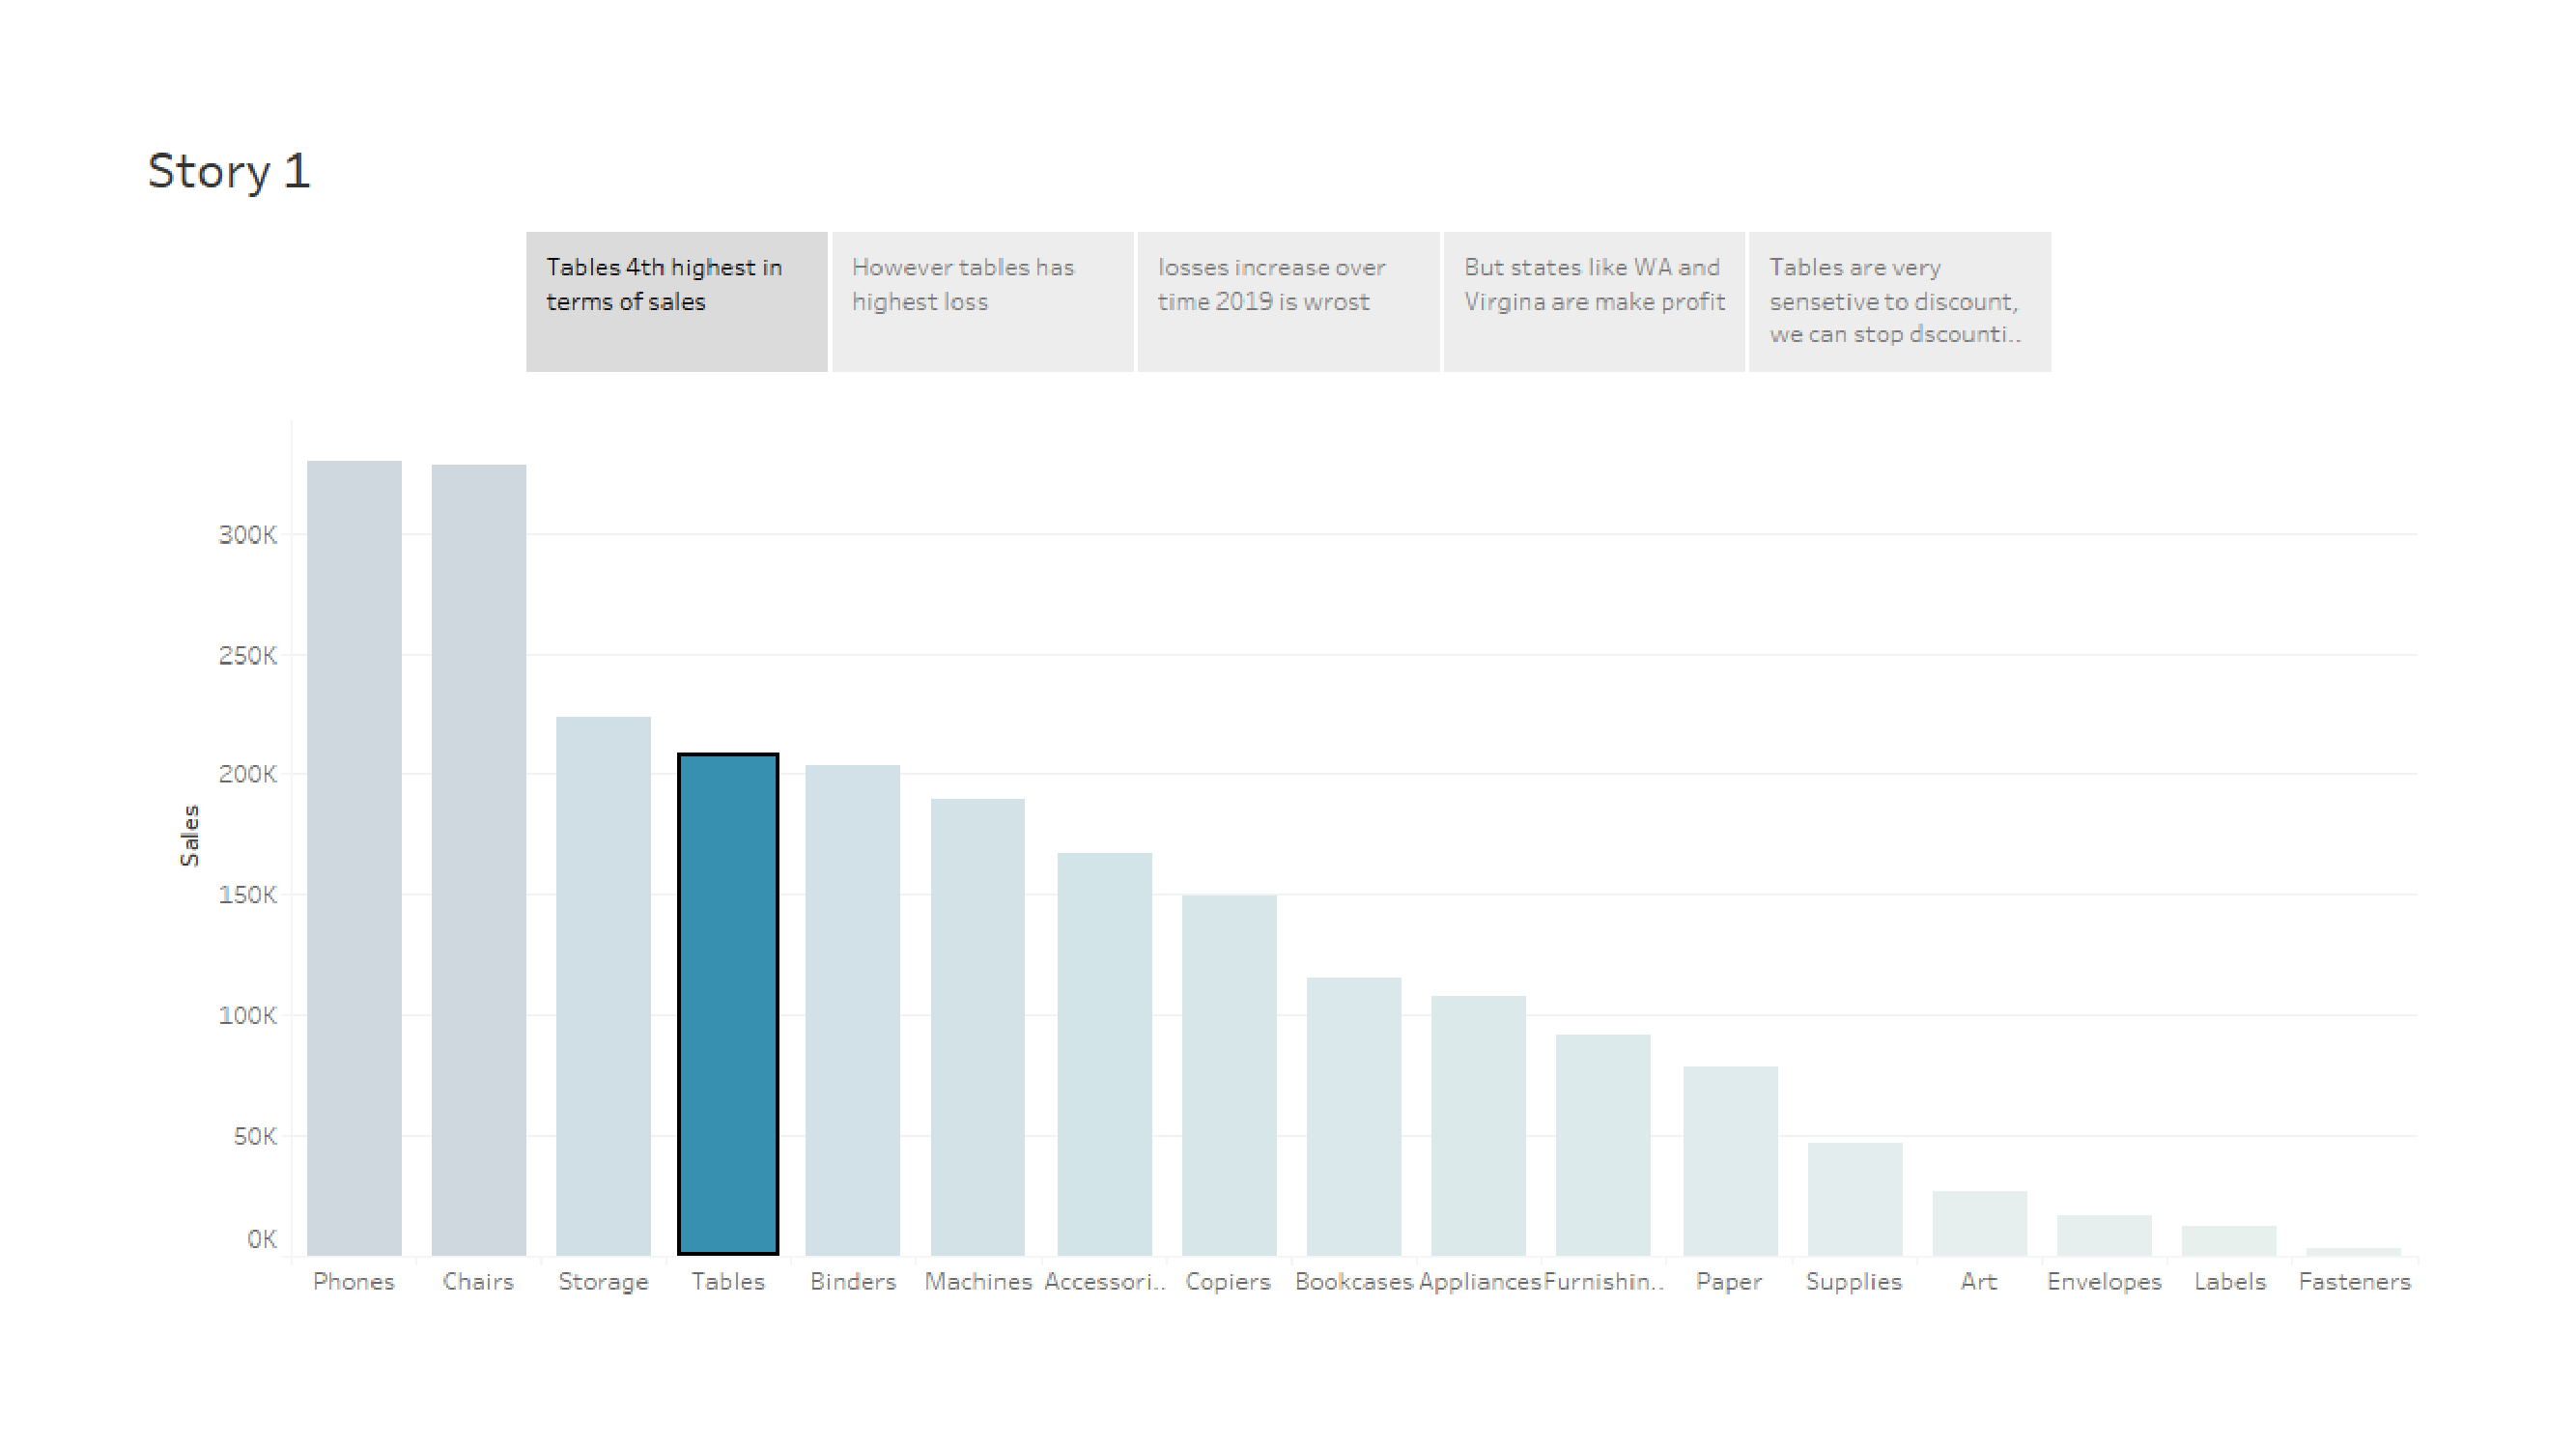 Story 1
Tables 4th highest in
terms of sales
However tables has
highest loss
losses increase over
time 2019 is wrost
But states like WA and
Virgina are make profit
Tables are very
sensetive to discount,
we can stop dscounti..
300K
250K
200K
150K
100K
50K
0K
Sales
Phones Chairs Storage Tables Binders Machines Accessori.. Copiers Bookcases Appliances Furnishin.. Paper Supplies Art Envelopes Labels Fasteners